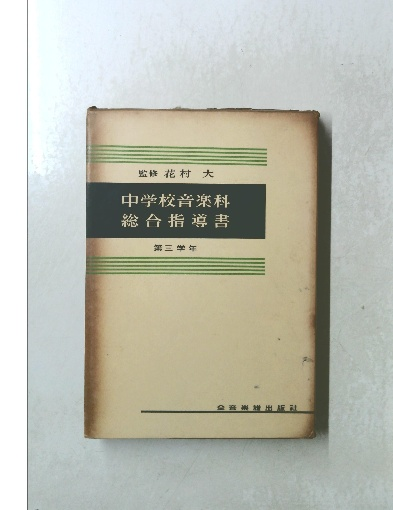 監修 花村 大
中学校音楽科
総合指導書
第三学年
全音楽譜出版社